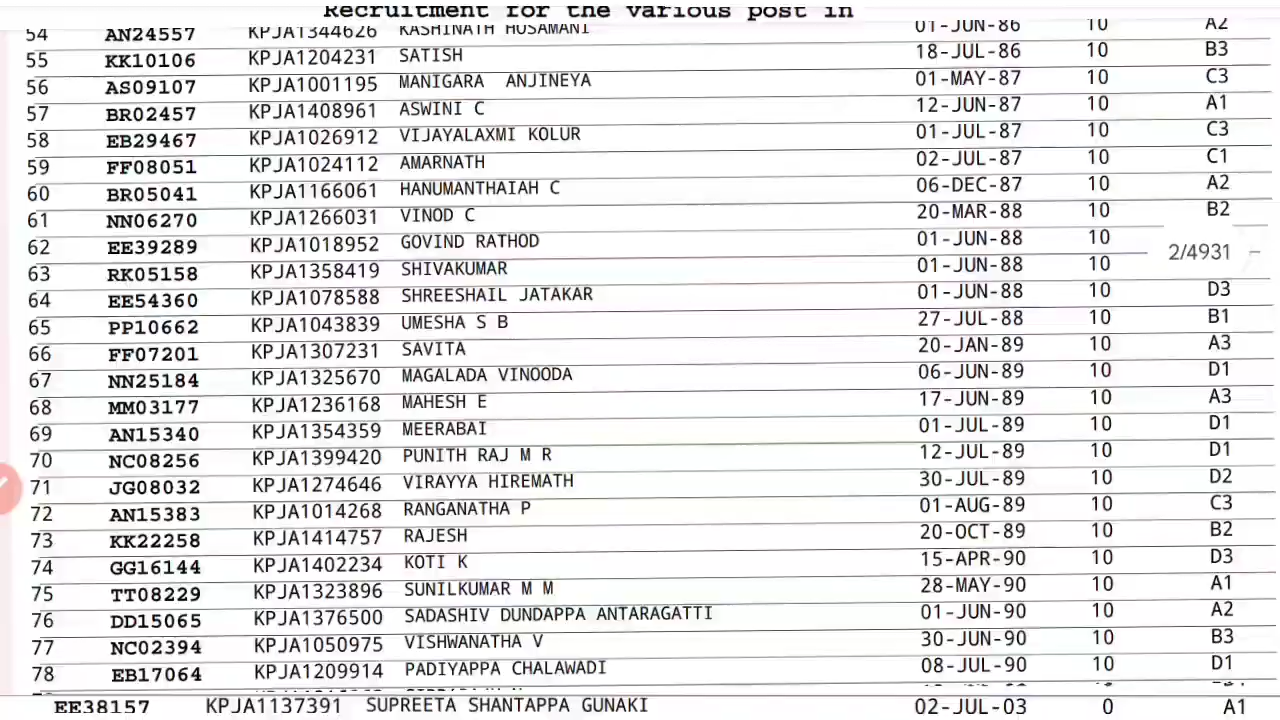 Recruitment for the various post in
54 AN24557 KPJA1344626 KASHINATH HUSAMANI 01-JUN-86 10 A2
55 KK10106 KPJA1204231 SATISH 18-JUL-86 10 B3
56 AS09107 KPJA1001195 MANIGARA ANJINEYA 01-MAY-87 10 C3
57 BR02457 KPJA1408961 ASWINI C 12-JUN-87 10 A1
58 EB29467 KPJA1026912 VIJAYALAXMI KOLUR 01-JUL-87 10 C3
59 FF08051 KPJA1024112 AMARNATH 02-JUL-87 10 C1
60 BR05041 KPJA1166061 HANUMANTHAIAH C 06-DEC-87 10 A2
61 NN06270 KPJA1266031 VINOD C 20-MAR-88 10 B2
62 EE39289 KPJA1018952 GOVIND RATHOD 01-JUN-88 10
2/4931
63 RK05158 KPJA1358419 SHIVAKUMAR 01-JUN-88 10
64 EE54360 KPJA1078588 SHREESHAIL JATAKAR 01-JUN-88 10 D3
65 PP10662 KPJA1043839 UMESHA S B 27-JUL-88 10 B1
66 FF07201 KPJA1307231 SAVITA 20-JAN-89 10 A3
67 NN25184 KPJA1325670 MAGALADA VINOODA 06-JUN-89 10 D1
68 MM03177 KPJA1236168 MAHESH E 17-JUN-89 10 A3
69 AN15340 KPJA1354359 MEERABAI 01-JUL-89 10 D1
70 NC08256 KPJA1399420 PUNITH RAJ M R 12-JUL-89 10 D1
71 JG08032 KPJA1274646 VIRAYYA HIREMATH 30-JUL-89 10 D2
72 AN15383 KPJA1014268 RANGANATHA P 01-AUG-89 10 C3
73 KK22258 KPJA1414757 RAJESH 20-OCT-89 10 B2
74 GG16144 KPJA1402234 KOTI K 15-APR-90 10 D3
75 TT08229 KPJA1323896 SUNILKUMAR M M 28-MAY-90 10 A1
76 DD15065 KPJA1376500 SADASHIV DUNDAPPA ANTARAGATTI 01-JUN-90 10 A2
77 NC02394 KPJA1050975 VISHWANATHA V 30-JUN-90 10 B3
78 EB17064 KPJA1209914 PADIYAPPA CHALAWADI 08-JUL-90 10 D1
EE38157 KPJA1137391 SUPREETA SHANTAPPA GUNAKI 02-JUL-03 0 A1